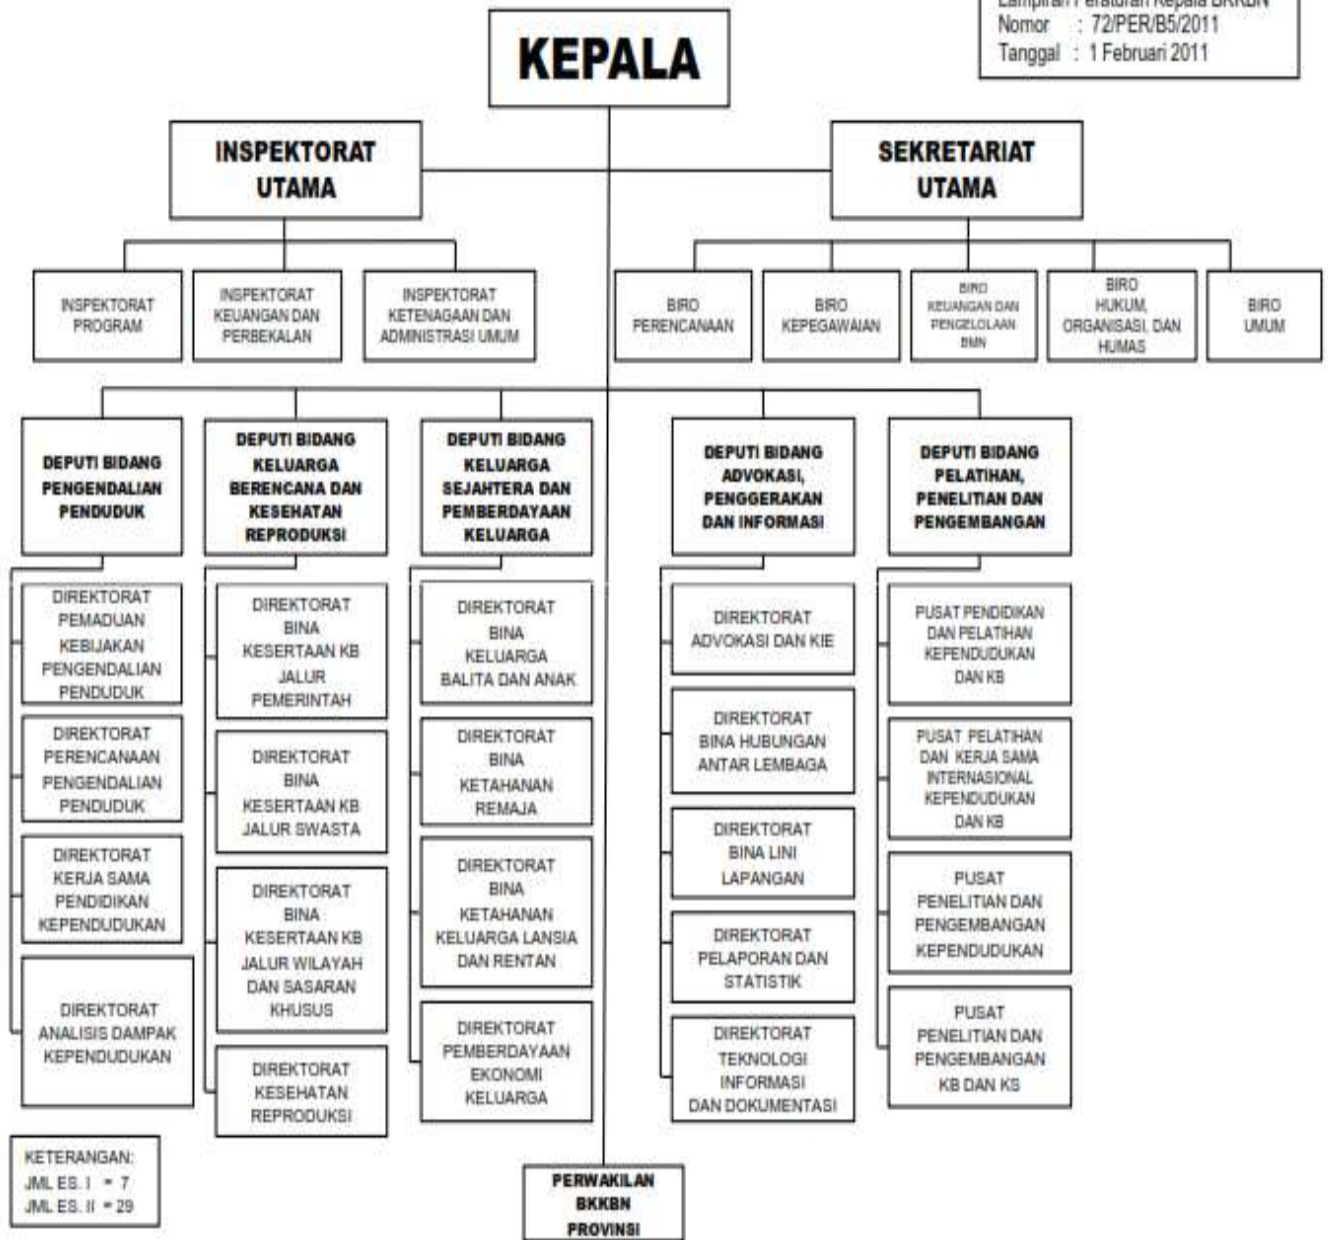 Lampiran Peraturan Kepala BKKBN
Nomor : 72/PER/B5/2011
Tanggal : 1 Februari 2011
KEPALA
INSPEKTORAT
UTAMA
SEKRETARIAT
UTAMA
INSPEKTORAT
PROGRAM
INSPEKTORAT
KEUANGAN DAN
PERBEKALAN
INSPEKTORAT
KETENAGAAN DAN
ADMINISTRASI UMUM
BIRO
PERENCANAAN
BIRO
KEPEGAWAIAN
BIRO
KEUANGAN DAN
PENGELOLAAN
BMN
BIRO
HUKUM,
ORGANISASI, DAN
HUMAS
BIRO
UMUM
DEPUTI BIDANG
PENGENDALIAN
PENDUDUK
DEPUTI BIDANG
KELUARGA
BERENCANA DAN
KESEHATAN
REPRODUKSI
DEPUTI BIDANG
KELUARGA
SEJAHTERA DAN
PEMBERDAYAAN
KELUARGA
DEPUTI BIDANG
ADVOKASI,
PENGGERAKAN
DAN INFORMASI
DEPUTI BIDANG
PELATIHAN,
PENELITIAN DAN
PENGEMBANGAN
DIREKTORAT
PEMADUAN
KEBIJAKAN
PENGENDALIAN
PENDUDUK
DIREKTORAT
PERENCANAAN
PENGENDALIAN
PENDUDUK
DIREKTORAT
KERJA SAMA
PENDIDIKAN
KEPENDUDUKAN
DIREKTORAT
ANALISIS DAMPAK
KEPENDUDUKAN
DIREKTORAT
BINA
KESERTAAN KB
JALUR
PEMERINTAH
DIREKTORAT
BINA
KESERTAAN KB
JALUR SWASTA
DIREKTORAT
BINA
KESERTAAN KB
JALUR WILAYAH
DAN SASARAN
KHUSUS
DIREKTORAT
KESEHATAN
REPRODUKSI
DIREKTORAT
BINA
KELUARGA
BALITA DAN ANAK
DIREKTORAT
BINA
KETAHANAN
REMAJA
DIREKTORAT
BINA
KETAHANAN
KELUARGA LANSIA
DAN RENTAN
DIREKTORAT
PEMBERDAYAAN
EKONOMI
KELUARGA
DIREKTORAT
ADVOKASI DAN KIE
DIREKTORAT
BINA HUBUNGAN
ANTAR LEMBAGA
DIREKTORAT
BINA LINI
LAPANGAN
DIREKTORAT
PELAPORAN DAN
STATISTIK
DIREKTORAT
TEKNOLOGI
INFORMASI
DAN DOKUMENTASI
PUSAT PENDIDIKAN
DAN PELATIHAN
KEPENDUDUKAN
DAN KB
PUSAT PELATIHAN
DAN KERJA SAMA
INTERNASIONAL
KEPENDUDUKAN
DAN KB
PUSAT
PENELITIAN DAN
PENGEMBANGAN
KEPENDUDUKAN
PUSAT
PENELITIAN DAN
PENGEMBANGAN
KB DAN KS
KETERANGAN:
JML ES. I = 7
JML ES. II = 29
PERWAKILAN
BKKBN
PROVINSI